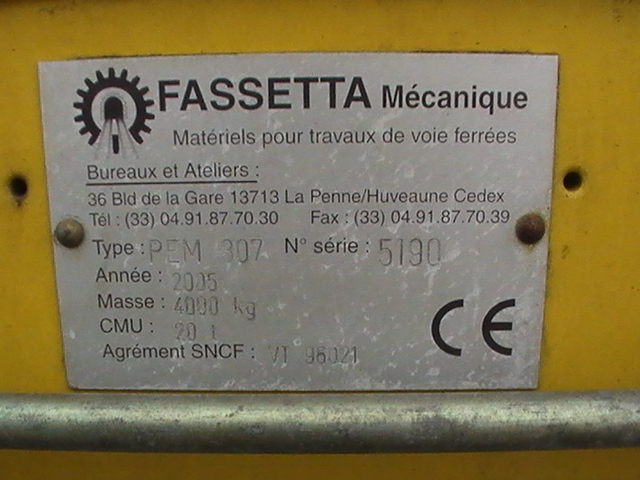 FASSETTA Mécanique
Matériels pour travaux de voie ferrées
Bureaux et Ateliers :
36 Bld de la Gare 13713 La Penne/Huveaune Cedex
Tél : (33) 04.91.87.70.30 Fax : (33) 04.91.87.70.39
Type : PEM 307 N° série : 5190
Année : 2005
Masse : 4000 kg
CMU : 20 t
Agrément SNCF : VT 96021
CE